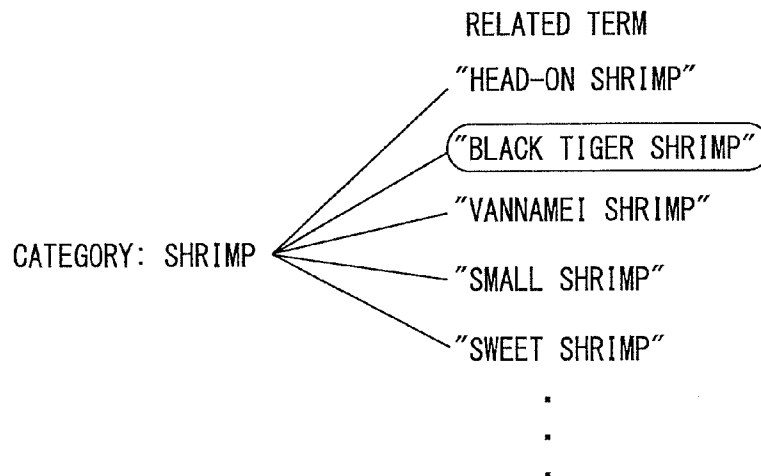 RELATED TERM
"HEAD-ON SHRIMP"
"BLACK TIGER SHRIMP"
"VANNAMEI SHRIMP"
CATEGORY: SHRIMP
"SMALL SHRIMP"
"SWEET SHRIMP"